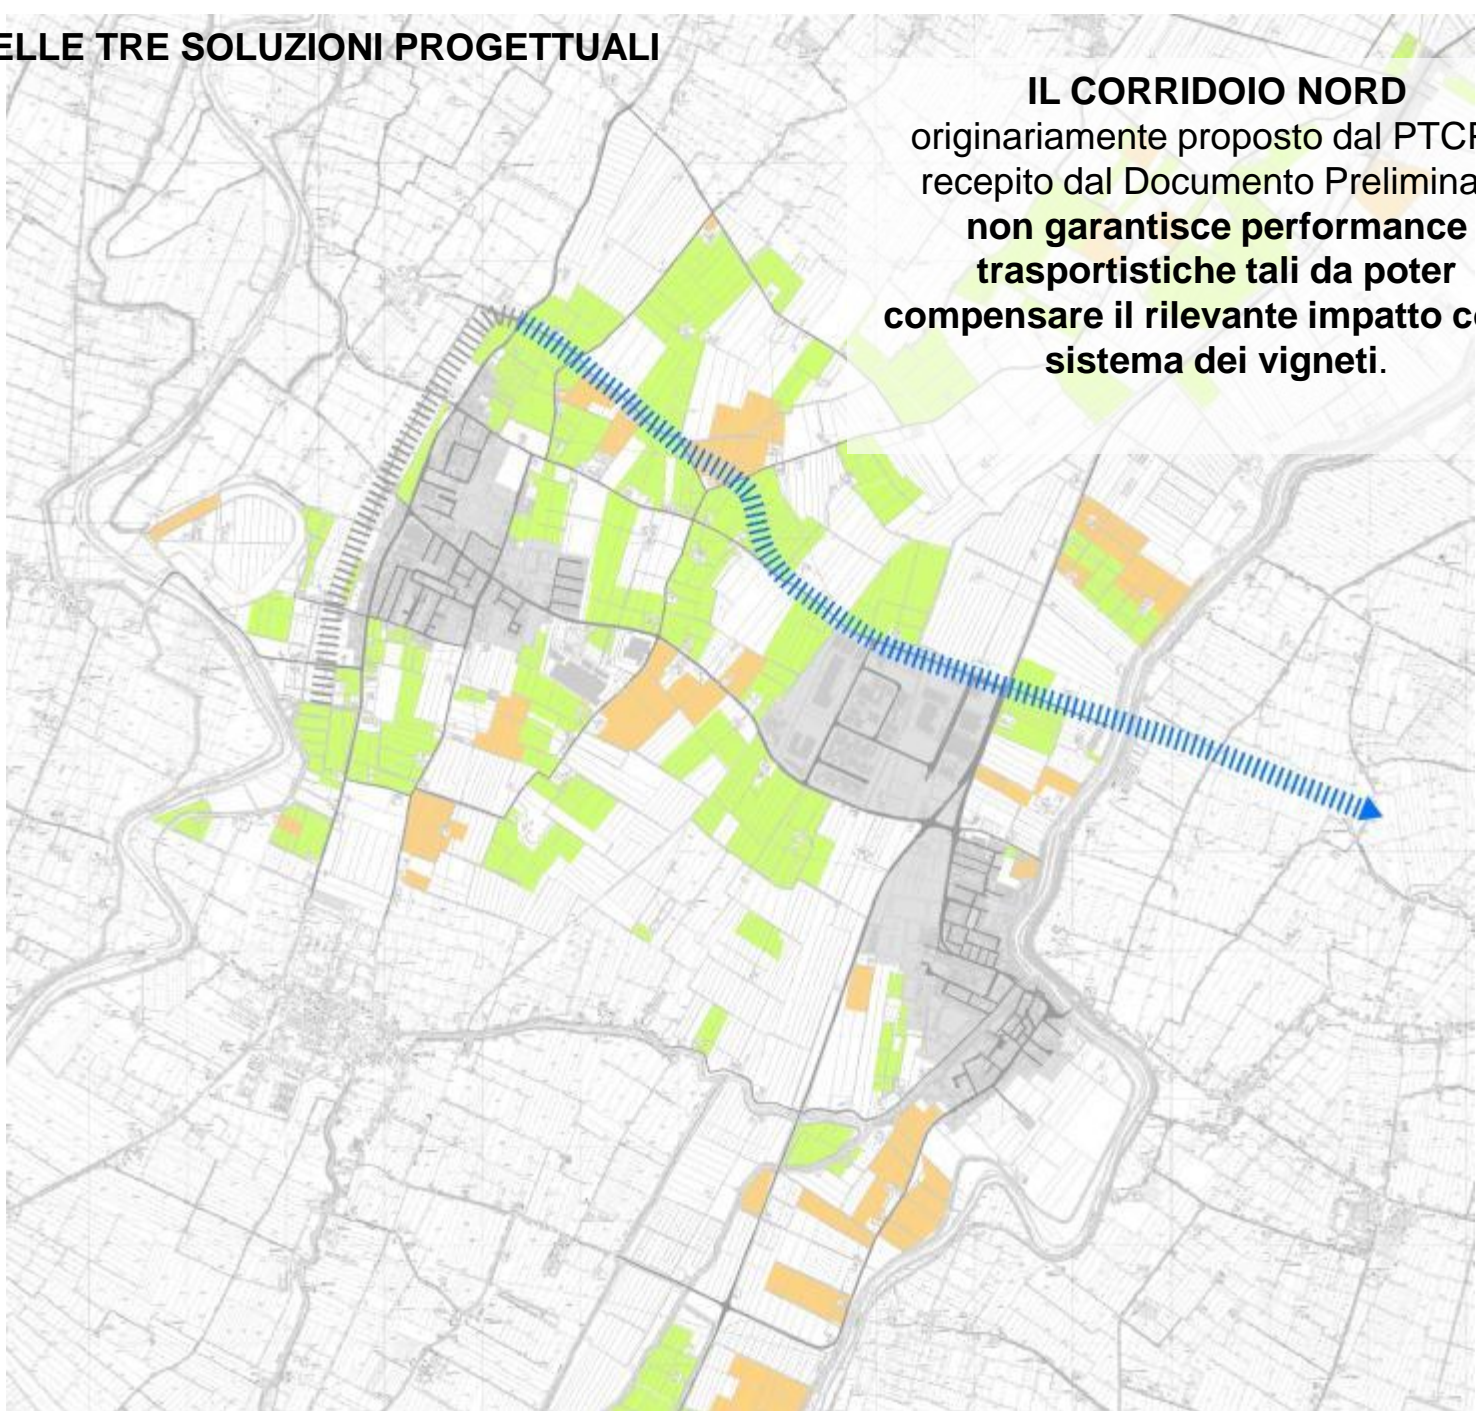 ELLE TRE SOLUZIONI PROGETTUALI
IL CORRIDOIO NORD
originariamente proposto dal PTCP
recepito dal Documento Prelimina
non garantisce performance
trasportistiche tali da poter
compensare il rilevante impatto c
sistema dei vigneti.